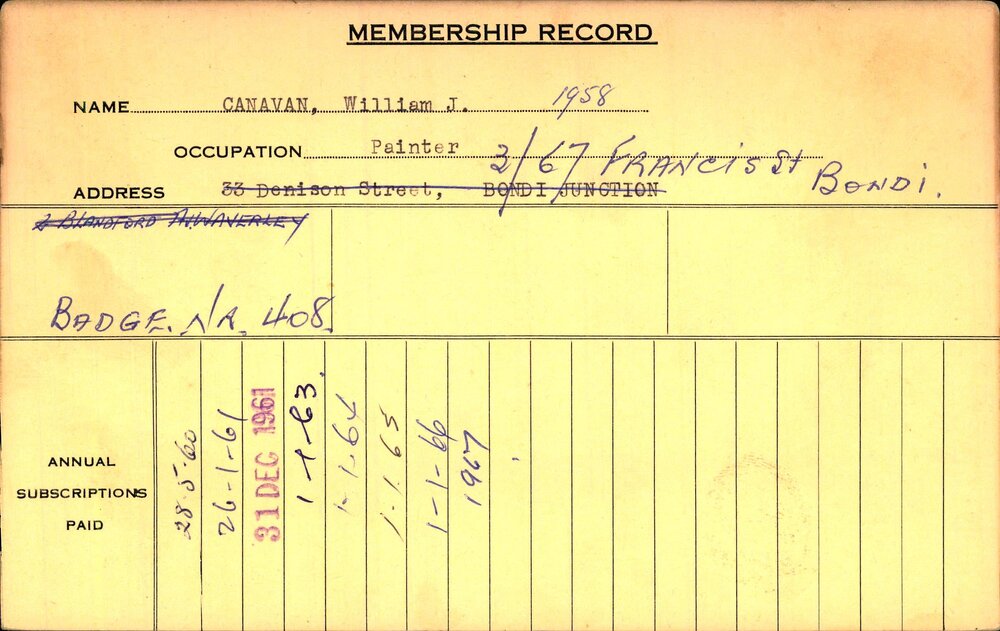 MEMBERSHIP RECORD
NAME CANAVAN, William J. 1958
OCCUPATION Painter
3/67 FRANCIS St BONDI.
ADDRESS 33 Denison Street, BONDI JUNCTION
2 BLANDFORD AV. WAVERLEY
BADGE. No. 408.
ANNUAL SUBSCRIPTIONS PAID
28-5-60
26-1-61
31 DEC 1961
1-1-63.
1-1-64
1.1.65
1-1-66
1967